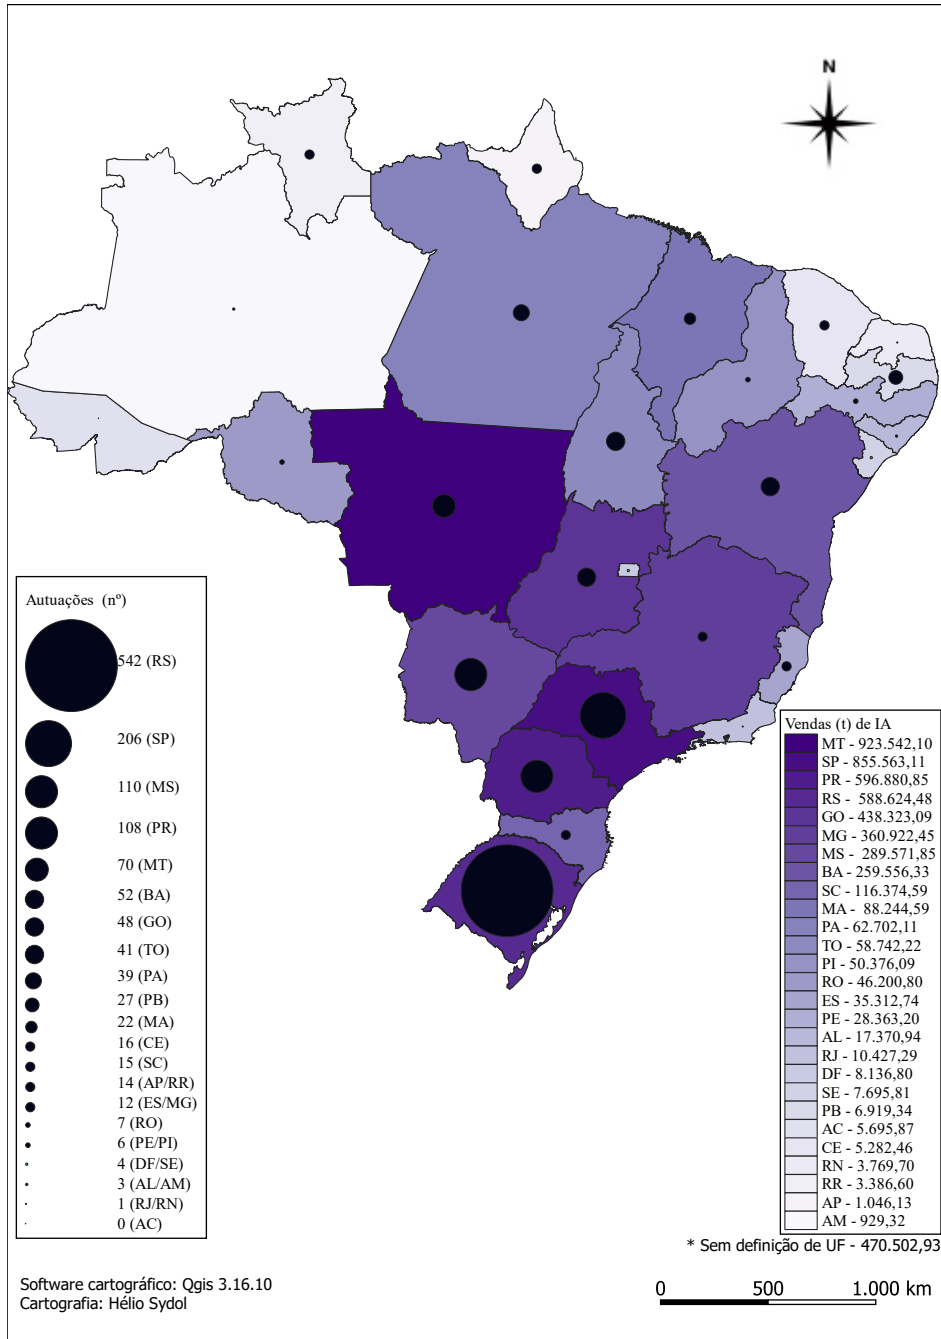 N
Autuações (nº)
542 (RS)
206 (SP)
110 (MS)
108 (PR)
70 (MT)
52 (BA)
48 (GO)
41 (TO)
39 (PA)
27 (PB)
22 (MA)
16 (CE)
15 (SC)
14 (AP/RR)
12 (ES/MG)
7 (RO)
6 (PE/PI)
4 (DF/SE)
3 (AL/AM)
1 (RJ/RN)
0 (AC)
Vendas (t) de IA
MT - 923.542,10
SP - 855.563,11
PR - 596.880,85
RS - 588.624,48
GO - 438.323,09
MG - 360.922,45
MS - 289.571,85
BA - 259.556,33
SC - 116.374,59
MA - 88.244,59
PA - 62.702,11
TO - 58.742,22
PI - 50.376,09
RO - 46.200,80
ES - 35.312,74
PE - 28.363,20
AL - 17.370,94
RJ - 10.427,29
DF - 8.136,80
SE - 7.695,81
PB - 6.919,34
AC - 5.695,87
CE - 5.282,46
RN - 3.769,70
RR - 3.386,60
AP - 1.046,13
AM - 929,32
* Sem definição de UF - 470.502,93
Software cartográfico: Qgis 3.16.10
Cartografia: Hélio Sydol
0 500 1.000 km